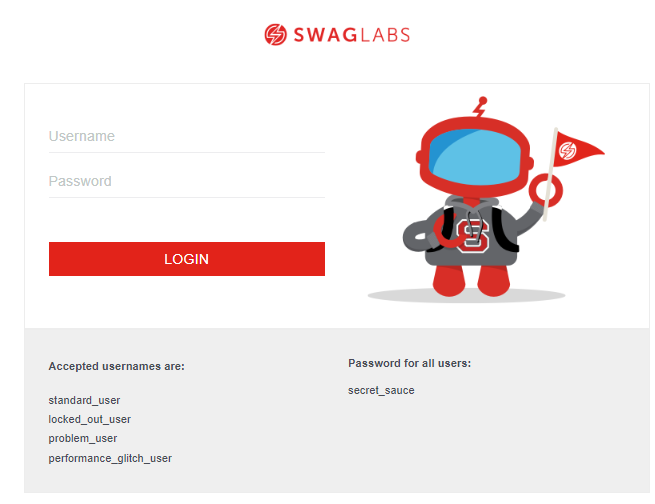 SWAGLABS
Username
Password
LOGIN
Accepted usernames are:
standard_user
locked_out_user
problem_user
performance_glitch_user
Password for all users:
secret_sauce